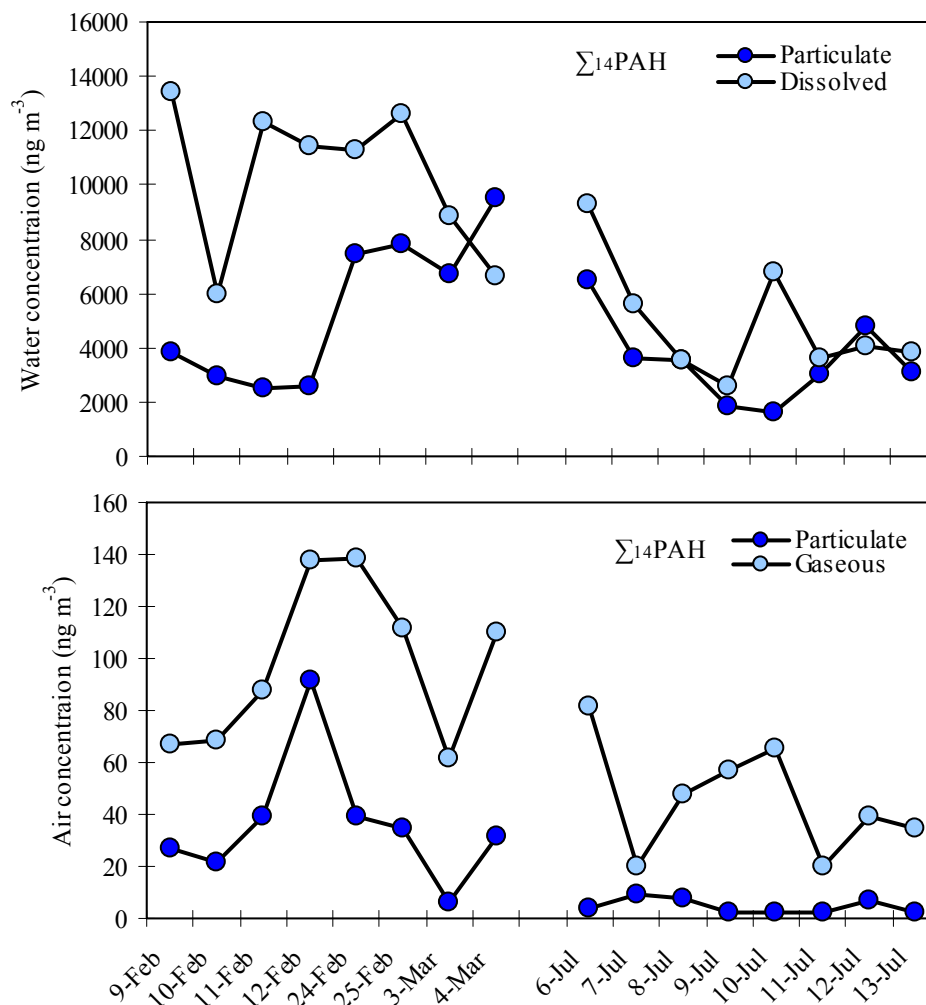 16000
14000
12000
10000
8000
6000
4000
2000
0
Water concentraion (ng m-3)
∑14PAH
Particulate
Dissolved
160
140
120
100
80
60
40
20
0
Air concentraion (ng m-3)
∑14PAH
Particulate
Gaseous
9-Feb
10-Feb
11-Feb
12-Feb
24-Feb
25-Feb
3-Mar
4-Mar
6-Jul
7-Jul
8-Jul
9-Jul
10-Jul
11-Jul
12-Jul
13-Jul